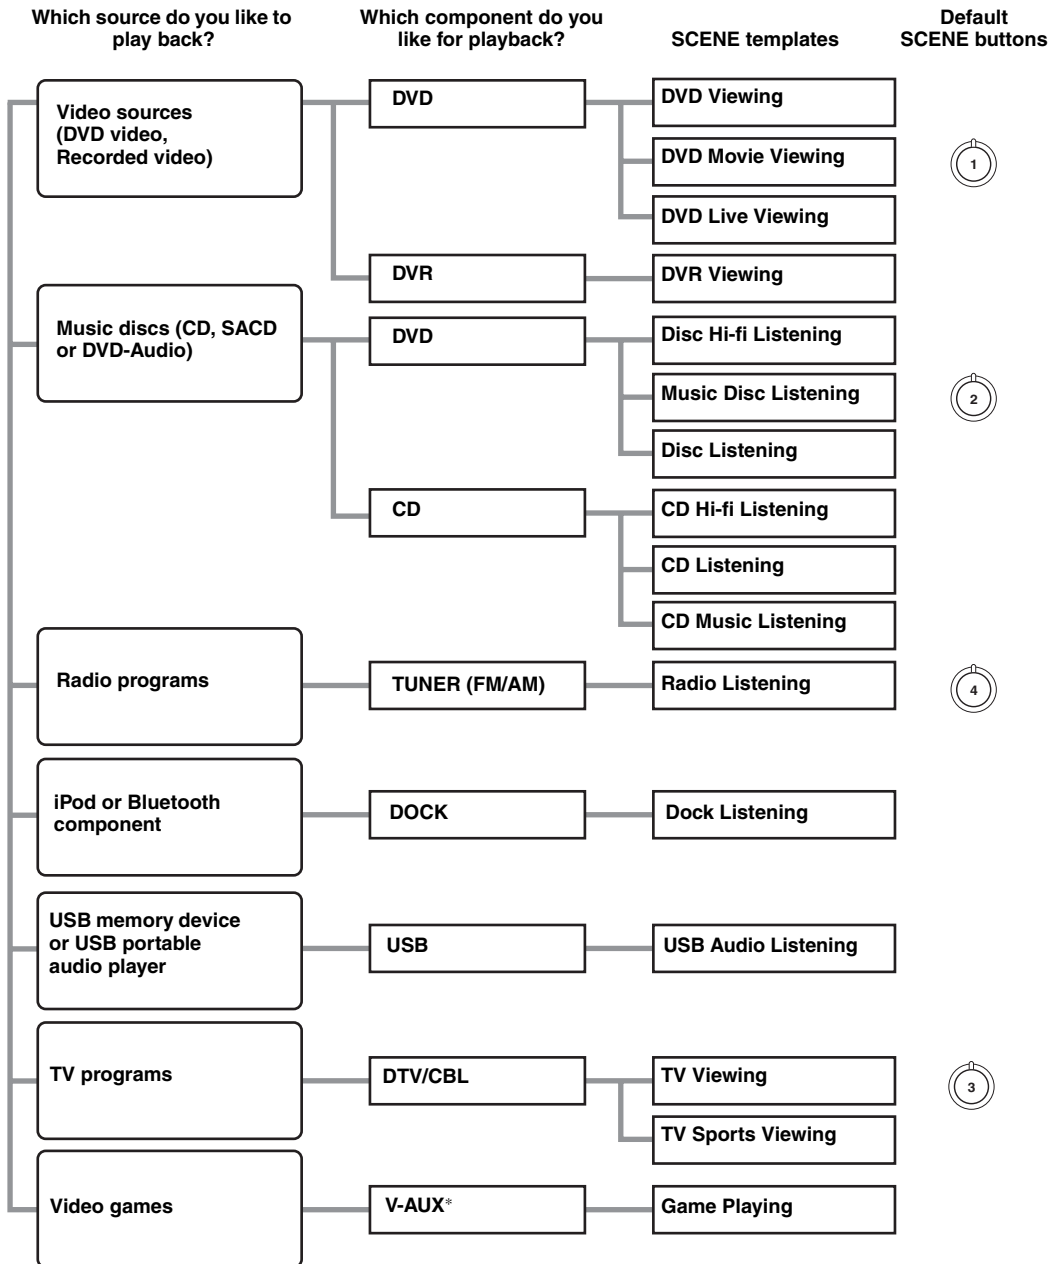 Which source do you like to
play back?
Which component do you
like for playback?
SCENE templates
Default
SCENE buttons
Video sources
(DVD video,
Recorded video)
DVD
DVD Viewing
DVD Movie Viewing
1
DVD Live Viewing
DVR
DVR Viewing
Music discs (CD, SACD
or DVD-Audio)
DVD
Disc Hi-fi Listening
Music Disc Listening
2
Disc Listening
CD
CD Hi-fi Listening
CD Listening
CD Music Listening
Radio programs
TUNER (FM/AM)
Radio Listening
4
iPod or Bluetooth
component
DOCK
Dock Listening
USB memory device
or USB portable
audio player
USB
USB Audio Listening
TV programs
DTV/CBL
TV Viewing
3
TV Sports Viewing
Video games
V-AUX*
Game Playing